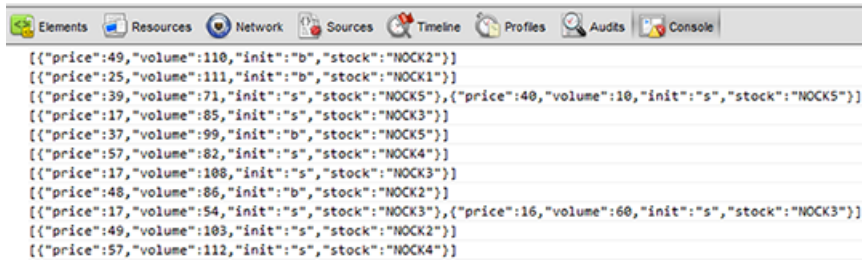 Elements Resources Network Sources Timeline Profiles Audits Console
[{"price":49,"volume":110,"init":"b","stock":"NOCK2"}]
[{"price":25,"volume":111,"init":"b","stock":"NOCK1"}]
[{"price":39,"volume":71,"init":"s","stock":"NOCK5"},{"price":40,"volume":10,"init":"s","stock":"NOCK5"}]
[{"price":17,"volume":85,"init":"s","stock":"NOCK3"}]
[{"price":37,"volume":99,"init":"b","stock":"NOCK5"}]
[{"price":57,"volume":82,"init":"s","stock":"NOCK4"}]
[{"price":17,"volume":108,"init":"s","stock":"NOCK3"}]
[{"price":48,"volume":86,"init":"b","stock":"NOCK2"}]
[{"price":17,"volume":54,"init":"s","stock":"NOCK3"},{"price":16,"volume":60,"init":"s","stock":"NOCK3"}]
[{"price":49,"volume":103,"init":"s","stock":"NOCK2"}]
[{"price":57,"volume":112,"init":"s","stock":"NOCK4"}]